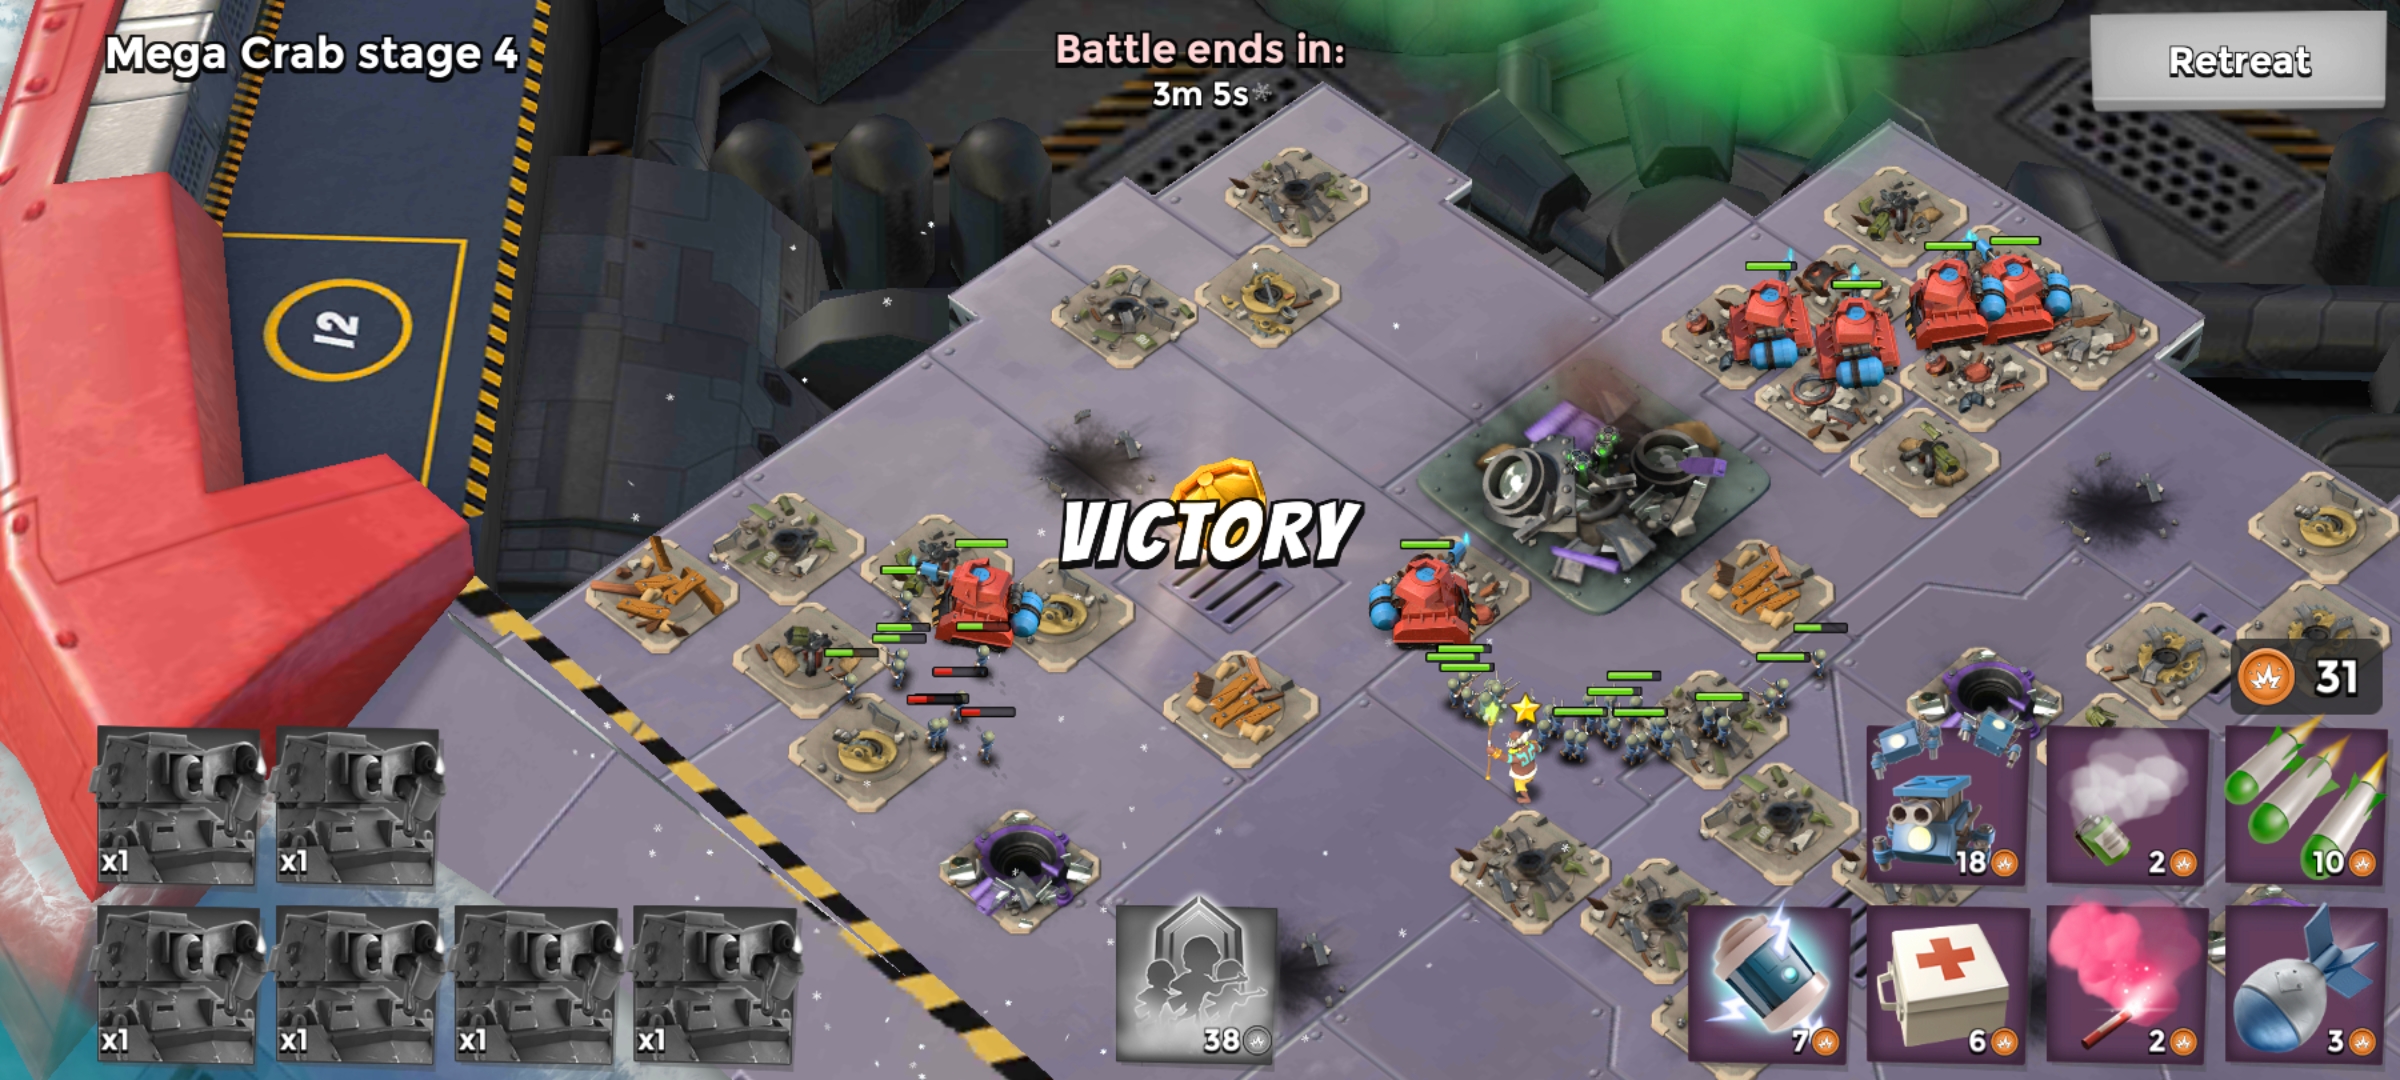 Mega Crab stage 4
Battle ends in:
3m 5s
Retreat
12
VICTORY
31
x1
x1
18
2
10
x1
x1
x1
x1
38
7
6
2
3